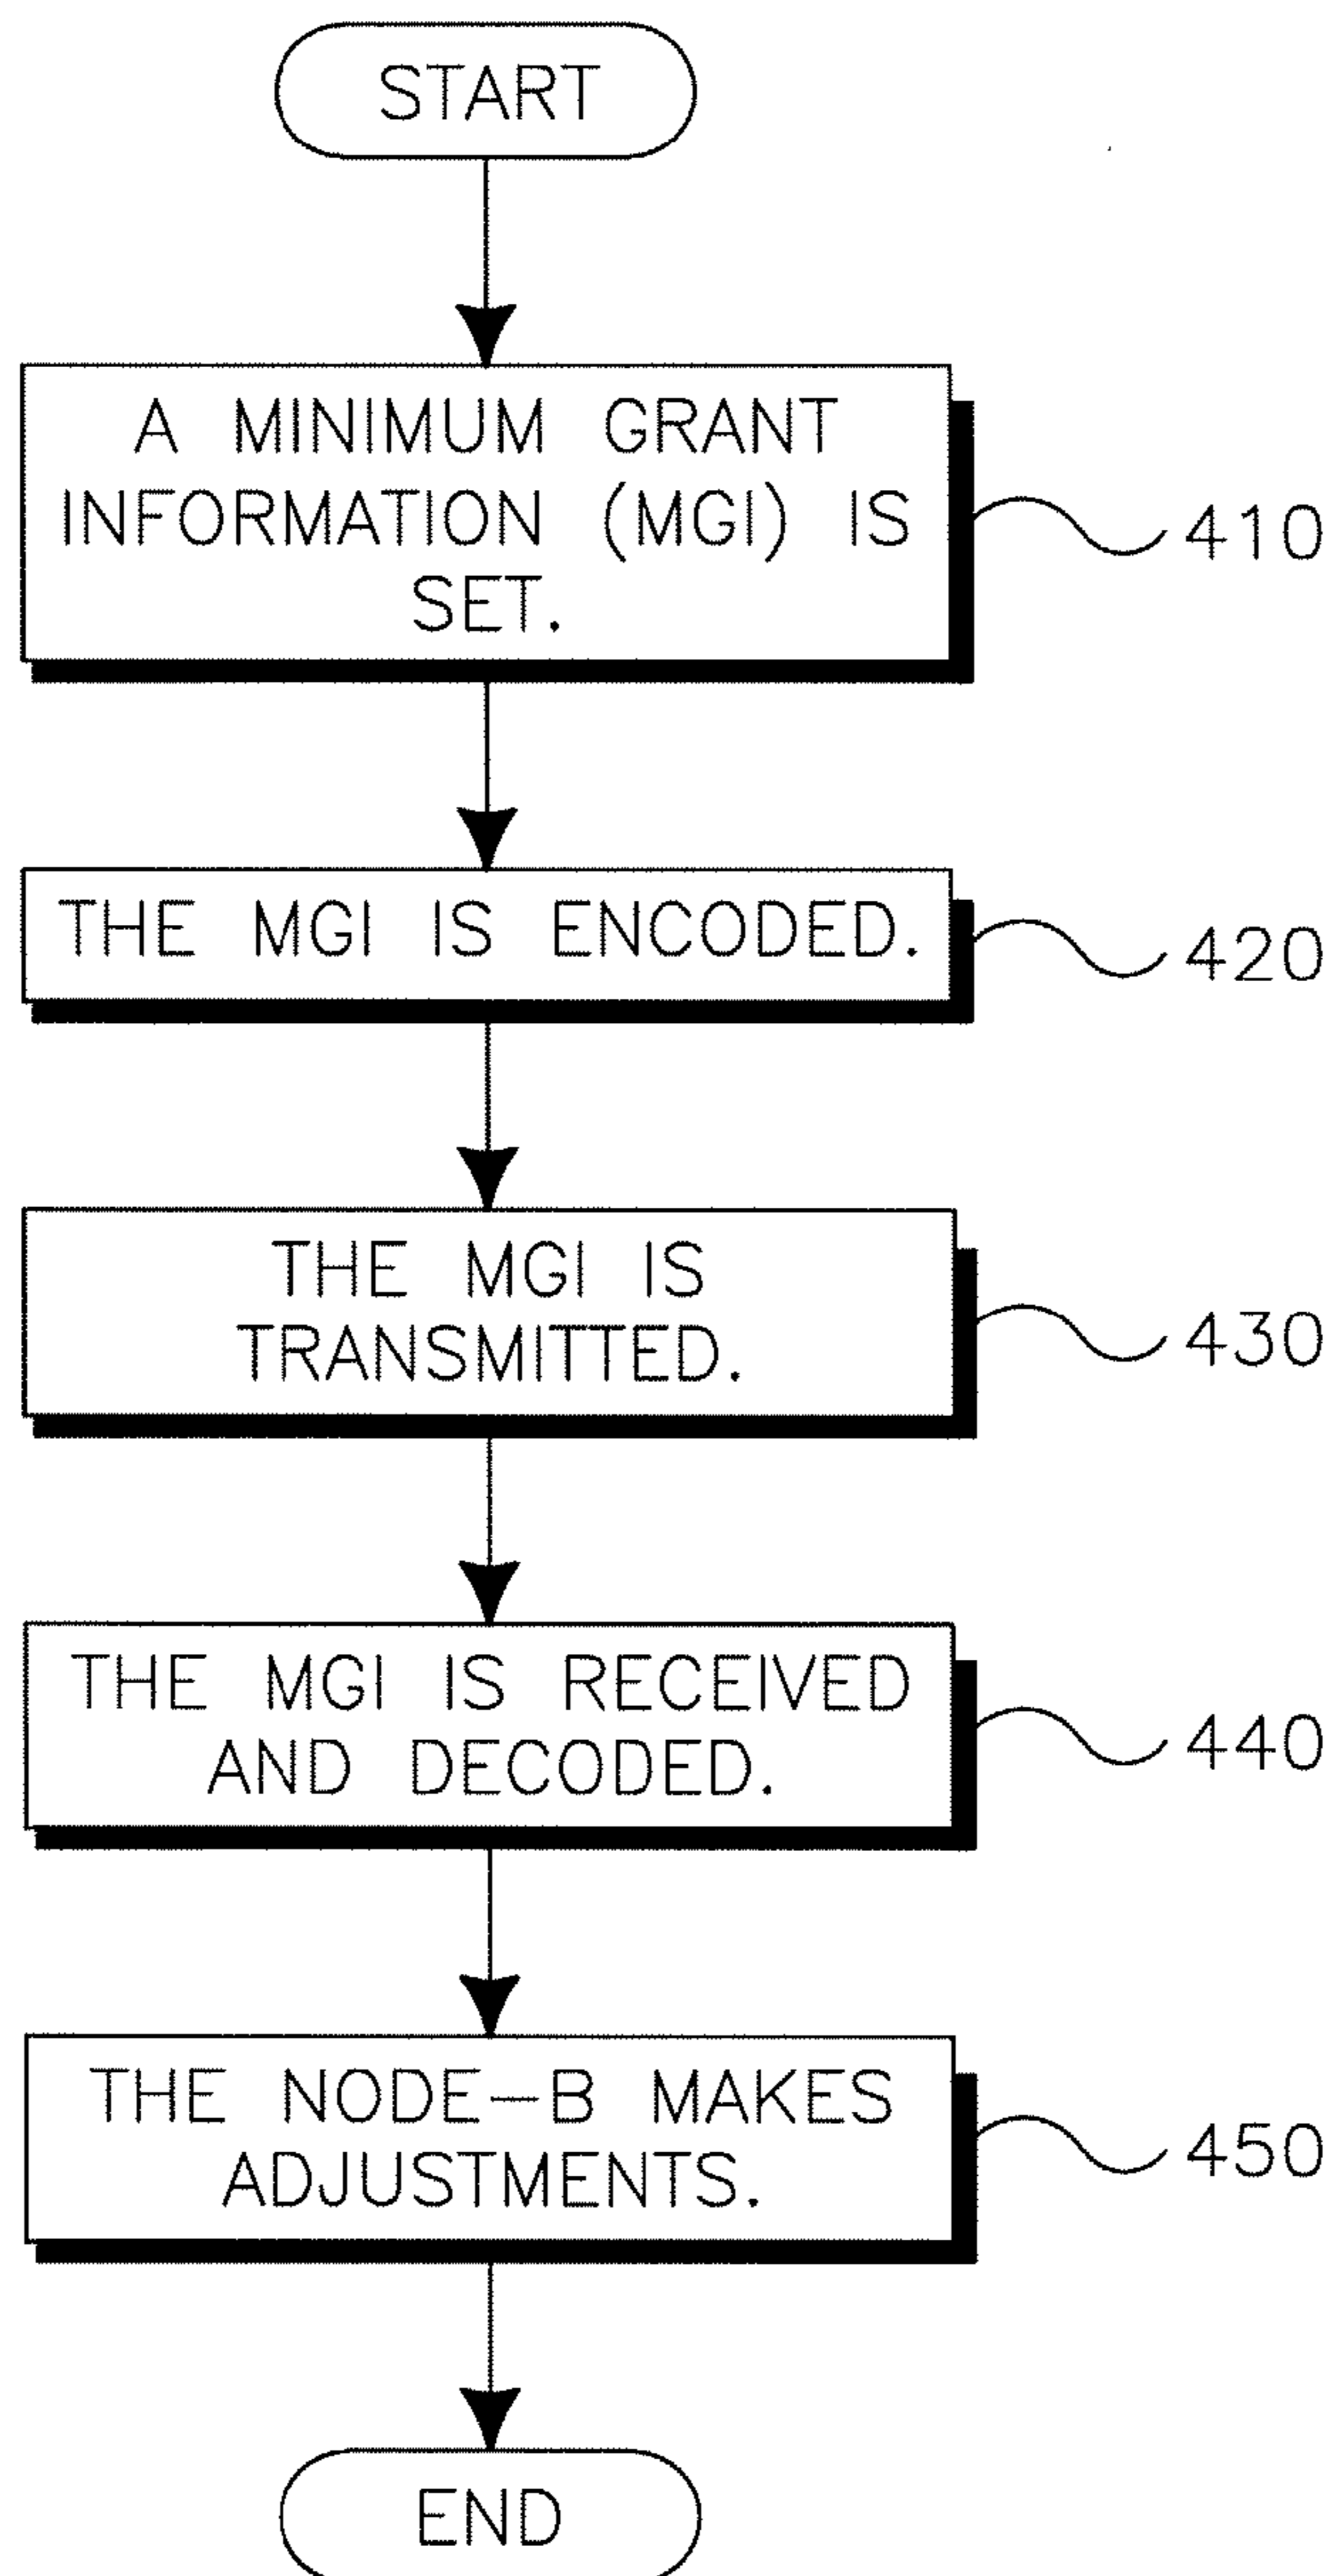 START
A MINIMUM GRANT
INFORMATION (MGI) IS
SET.
410
THE MGI IS ENCODED.
420
THE MGI IS
TRANSMITTED.
430
THE MGI IS RECEIVED
AND DECODED.
440
THE NODE-B MAKES
ADJUSTMENTS.
450
END